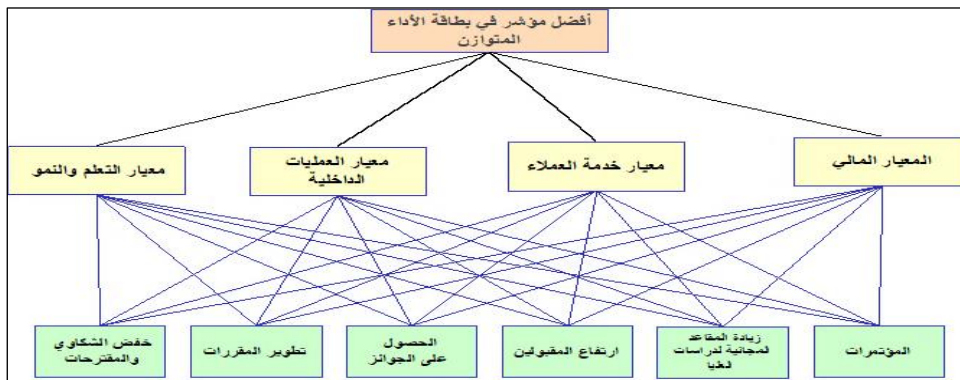 أفضل مؤشر في بطاقة الأداء
المتوازن
المعيار المالي
معيار خدمة العملاء
معيار العمليات
الداخلية
معيار التعلم والنمو
المؤتمرات
زيادة المقاعد
المجانية لدراسات
العليا
ارتفاع المقبولين
الحصول
على الجوائز
تطوير المقررات
خفض الشكاوي
والمقترحات